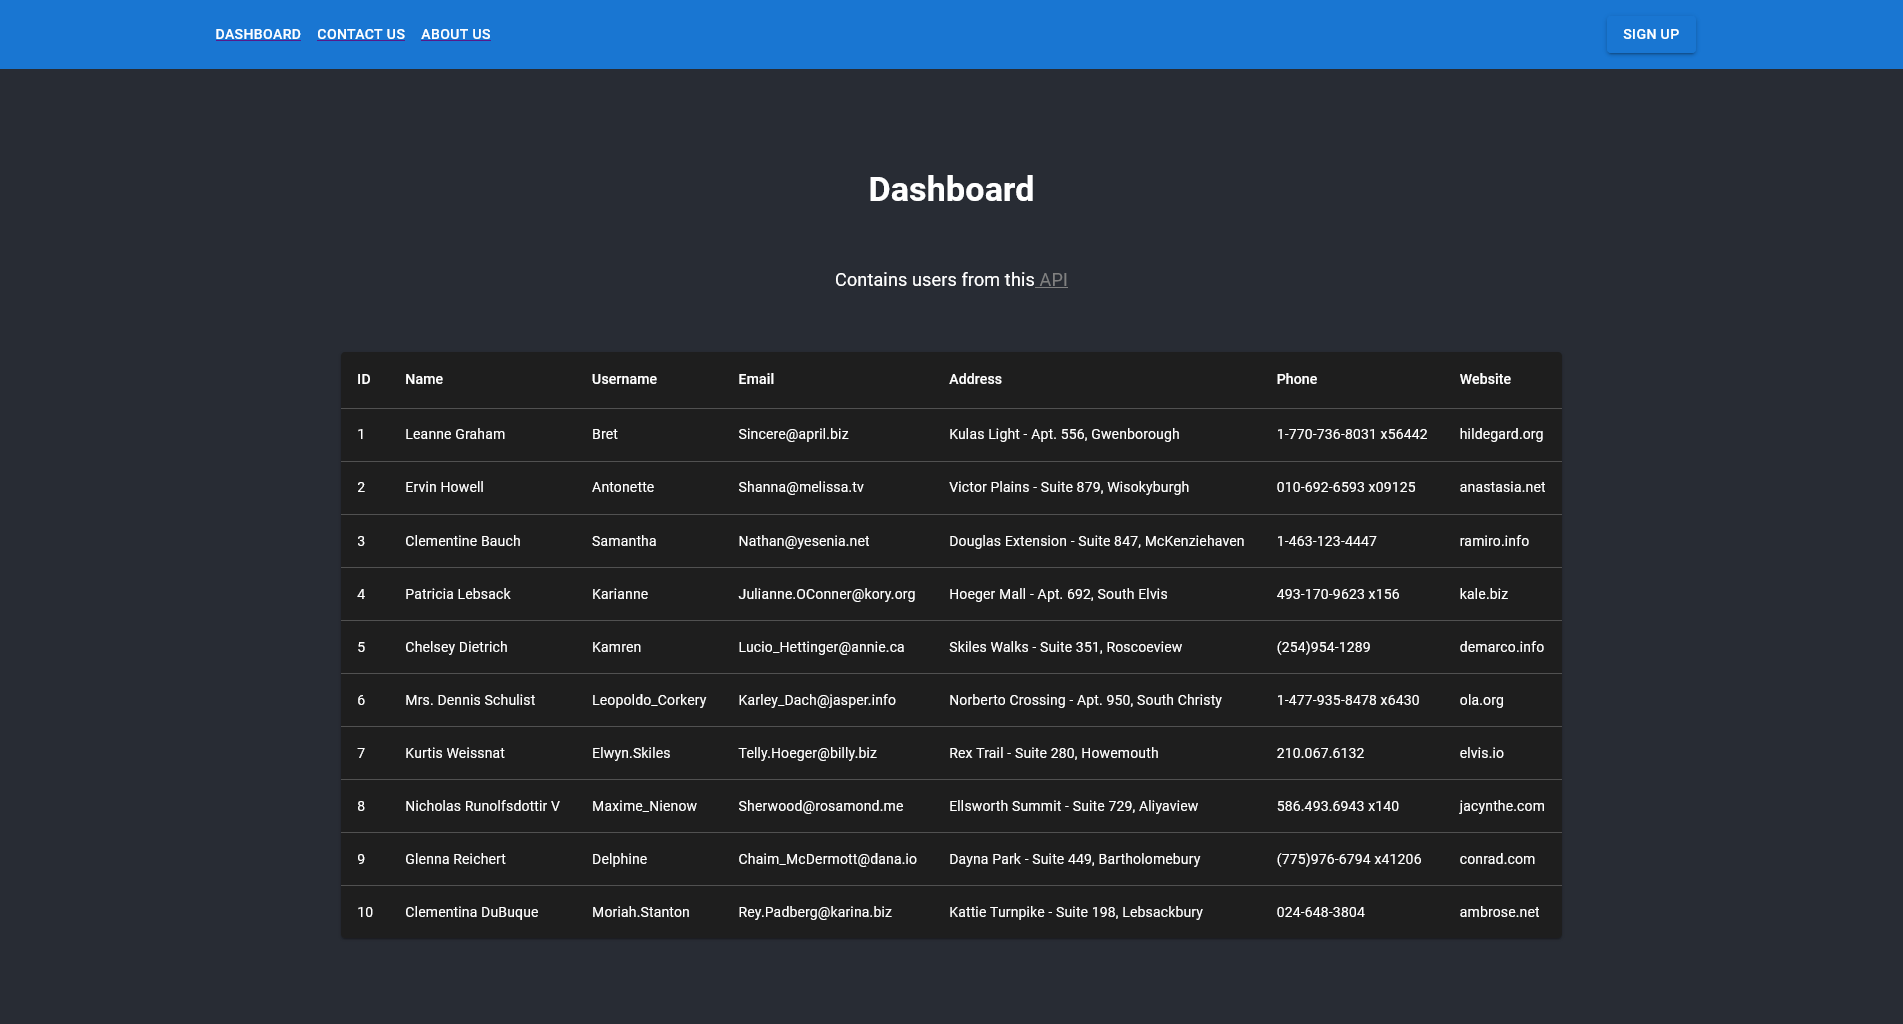 DASHBOARD CONTACT US ABOUT US SIGN UP
Dashboard
Contains users from this API
ID Name Username Email Address Phone Website
1 Leanne Graham Bret Sincere@april.biz Kulas Light - Apt. 556, Gwenborough 1-770-736-8031 x56442 hildegard.org
2 Ervin Howell Antonette Shanna@melissa.tv Victor Plains - Suite 879, Wisokyburgh 010-692-6593 x09125 anastasia.net
3 Clementine Bauch Samantha Nathan@yesenia.net Douglas Extension - Suite 847, McKenziehaven 1-463-123-4447 ramiro.info
4 Patricia Lebsack Karianne Julianne.OConner@kory.org Hoeger Mall - Apt. 692, South Elvis 493-170-9623 x156 kale.biz
5 Chelsey Dietrich Kamren Lucio_Hettinger@annie.ca Skiles Walks - Suite 351, Roscoeview (254)954-1289 demarco.info
6 Mrs. Dennis Schulist Leopoldo_Corkery Karley_Dach@jasper.info Norberto Crossing - Apt. 950, South Christy 1-477-935-8478 x6430 ola.org
7 Kurtis Weissnat Elwyn.Skiles Telly.Hoeger@billy.biz Rex Trail - Suite 280, Howemouth 210.067.6132 elvis.io
8 Nicholas Runolfsdottir V Maxime_Nienow Sherwood@rosamond.me Ellsworth Summit - Suite 729, Aliyaview 586.493.6943 x140 jacynthe.com
9 Glenna Reichert Delphine Chaim_McDermott@dana.io Dayna Park - Suite 449, Bartholomebury (775)976-6794 x41206 conrad.com
10 Clementina DuBuque Moriah.Stanton Rey.Padberg@karina.biz Kattie Turnpike - Suite 198, Lebsackbury 024-648-3804 ambrose.net